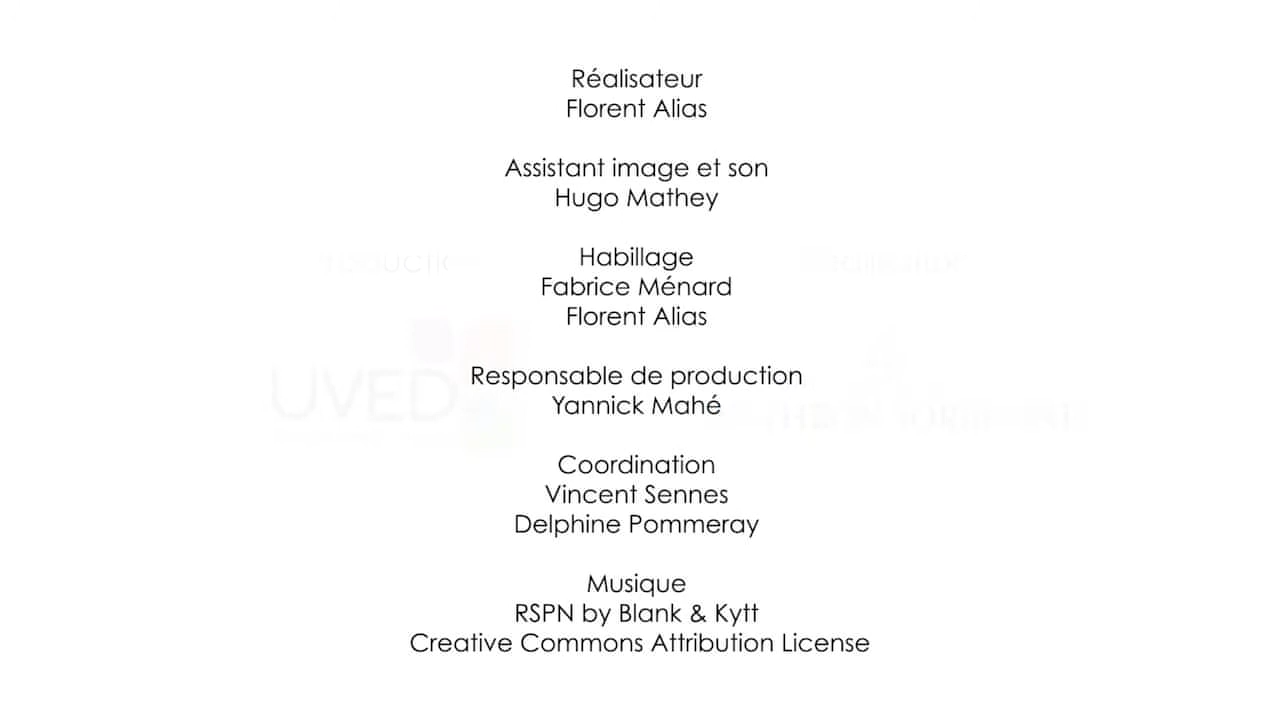 Réalisateur
Florent Alias
Assistant image et son
Hugo Mathey
Habillage
Fabrice Ménard
Florent Alias
Responsable de production
Yannick Mahé
Coordination
Vincent Sennes
Delphine Pommeray
Musique
RSPN by Blank & Kytt
Creative Commons Attribution License
UVED